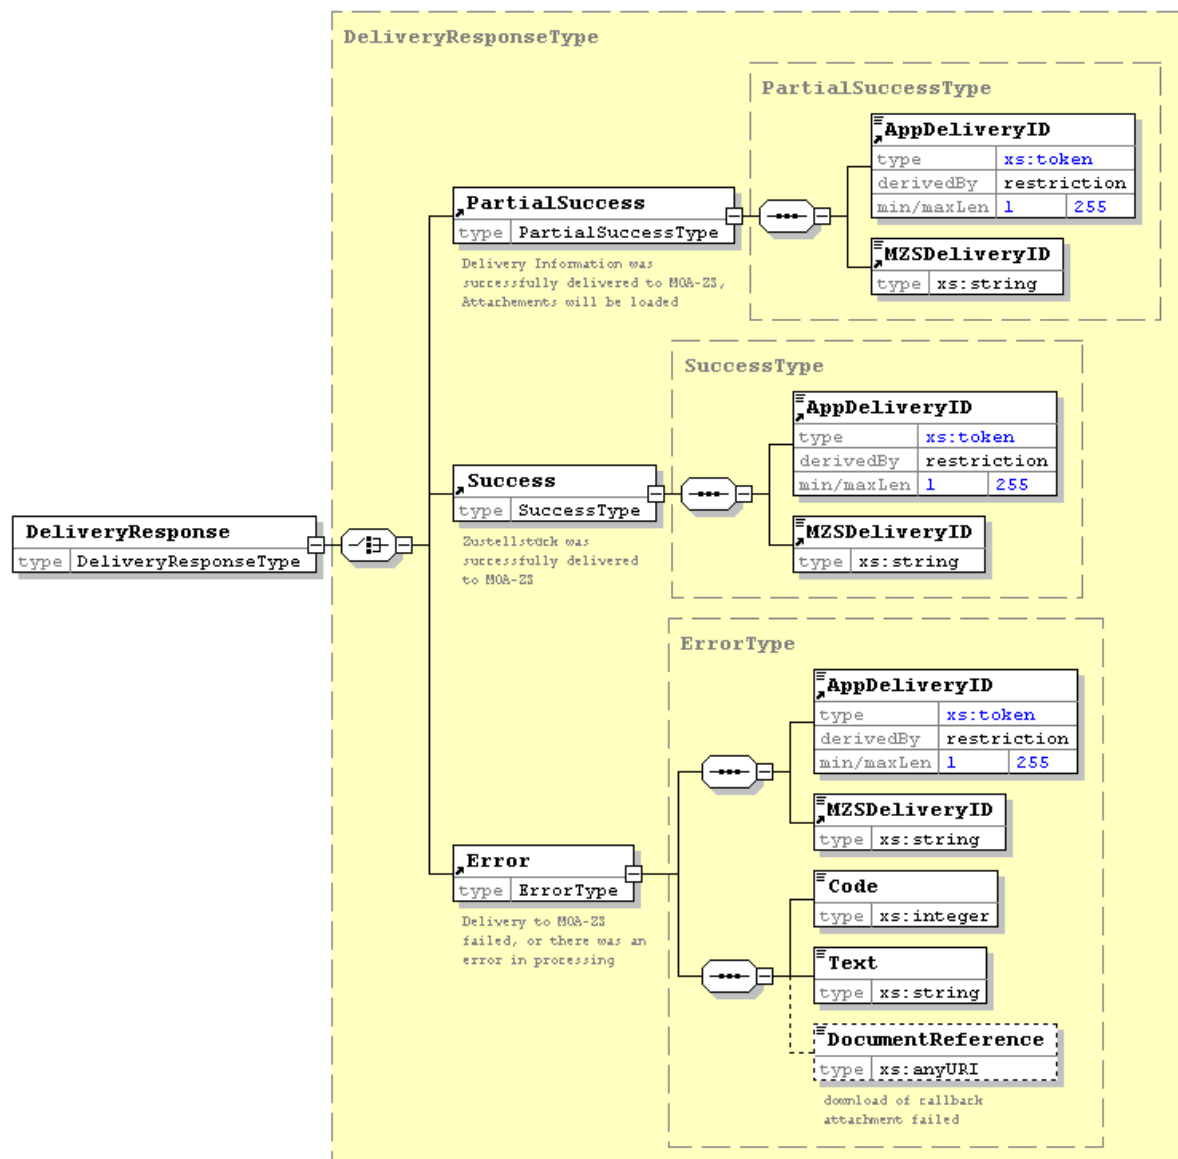 DeliveryResponseType
PartialSuccessType
AppDeliveryID
type xs:token
derivedBy restriction
min/maxLen 1 255
PartialSuccess
type PartialSuccessType
Delivery Information was
successfully delivered to MOA-ZS,
Attachements will be loaded
MZSDeliveryID
type xs:string
SuccessType
AppDeliveryID
type xs:token
derivedBy restriction
min/maxLen 1 255
Success
type SuccessType
Zustellstück was
successfully delivered
to MOA-ZS
MZSDeliveryID
type xs:string
DeliveryResponse
type DeliveryResponseType
ErrorType
AppDeliveryID
type xs:token
derivedBy restriction
min/maxLen 1 255
MZSDeliveryID
type xs:string
Error
type ErrorType
Delivery to MOA-ZS
failed, or there was an
error in processing
Code
type xs:integer
Text
type xs:string
DocumentReference
type xs:anyURI
download of callback
attachment failed